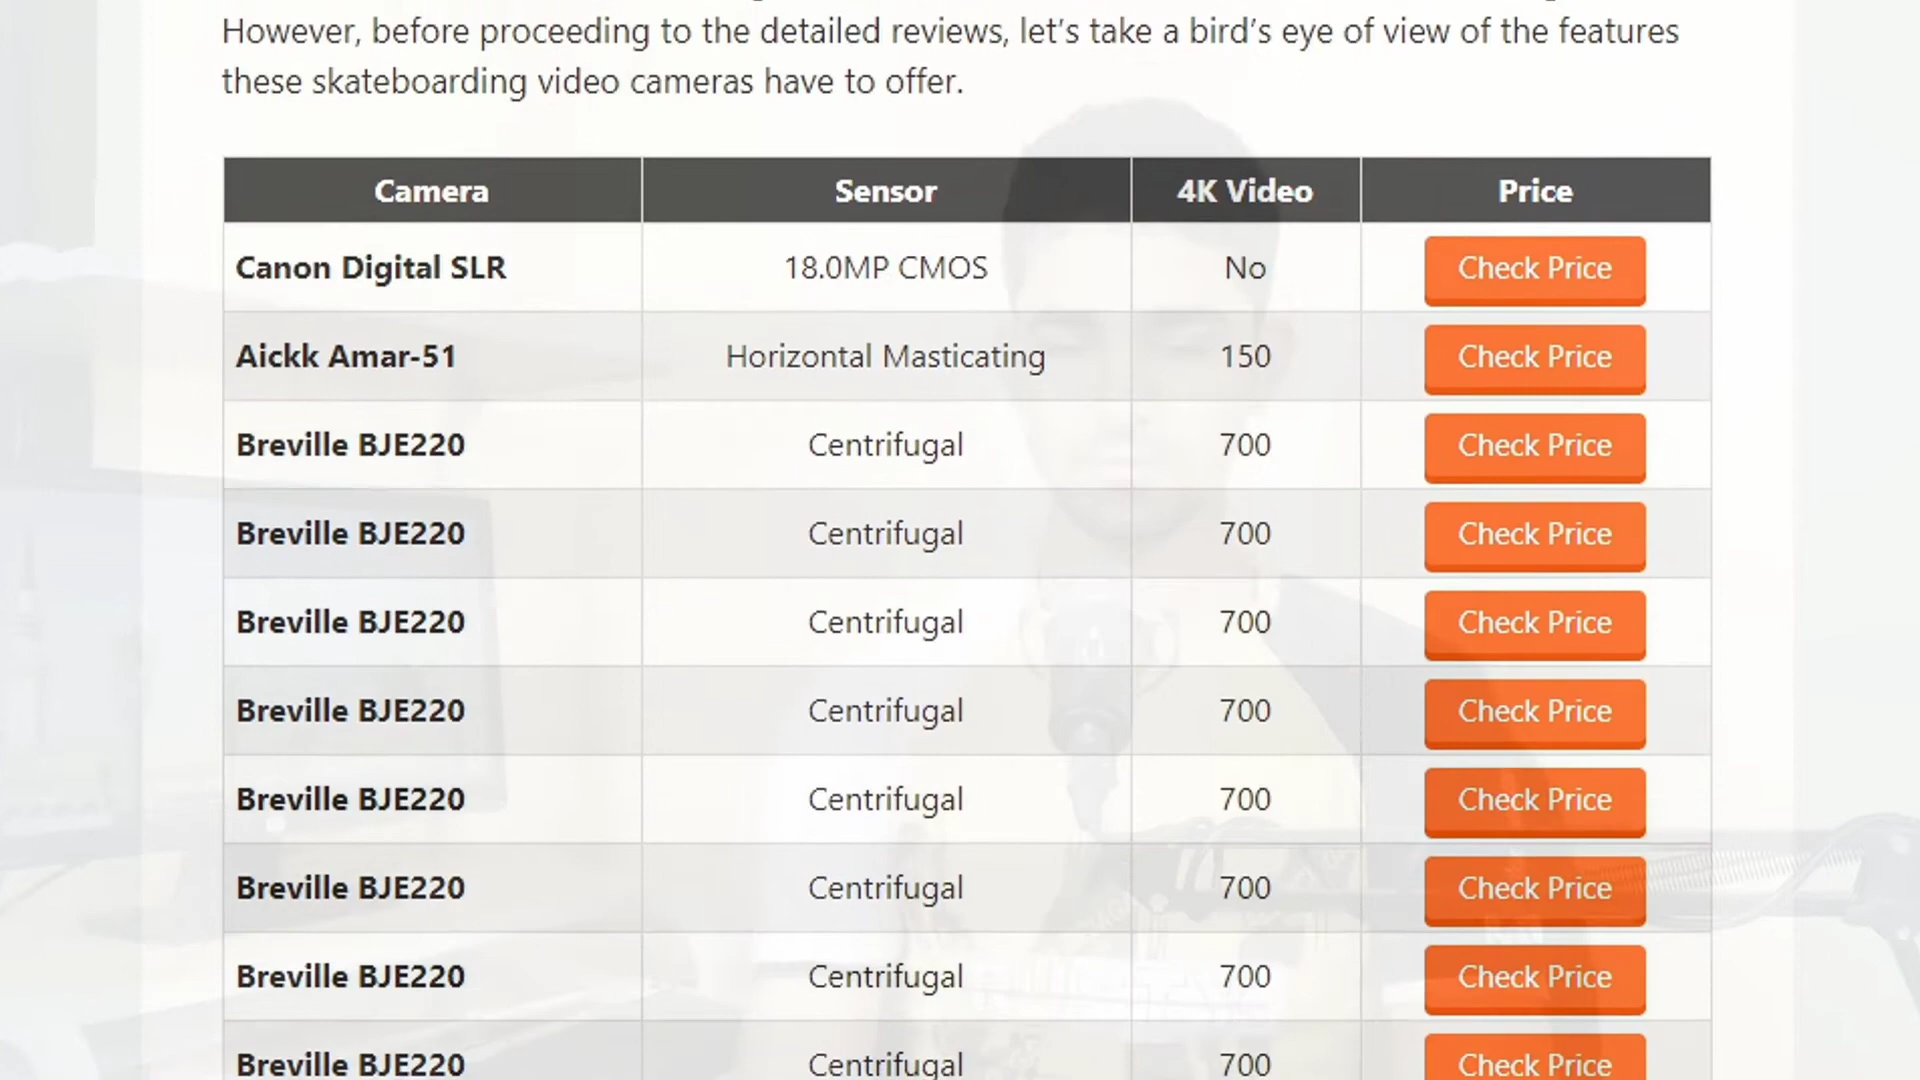 However, before proceeding to the detailed reviews, let's take a bird's eye of view of the features
these skateboarding video cameras have to offer.
Camera Sensor 4K Video Price
Canon Digital SLR 18.0MP CMOS No Check Price
Aickk Amar-51 Horizontal Masticating 150 Check Price
Breville BJE220 Centrifugal 700 Check Price
Breville BJE220 Centrifugal 700 Check Price
Breville BJE220 Centrifugal 700 Check Price
Breville BJE220 Centrifugal 700 Check Price
Breville BJE220 Centrifugal 700 Check Price
Breville BJE220 Centrifugal 700 Check Price
Breville BJE220 Centrifugal 700 Check Price
Breville BJE220 Centrifugal 700 Check Price